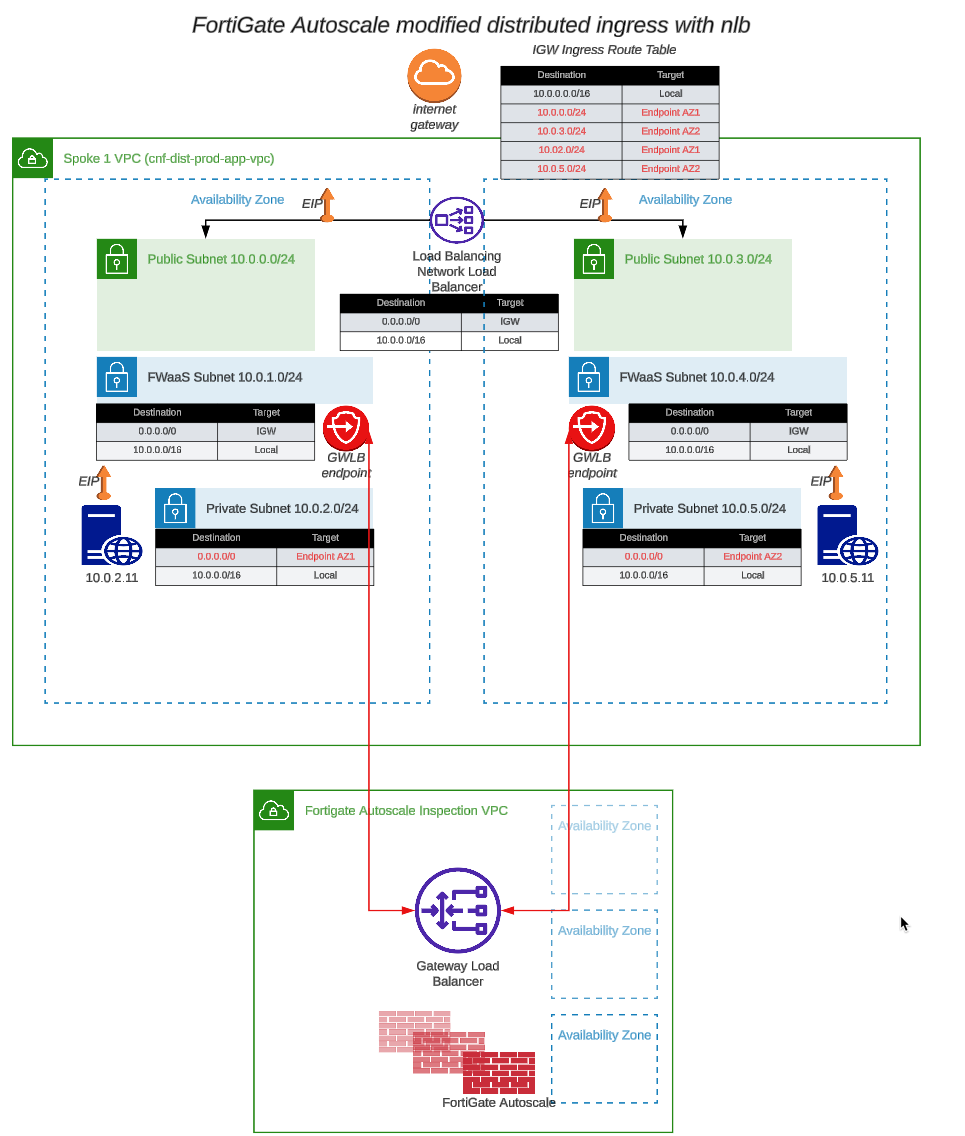 FortiGate Autoscale modified distributed ingress with nlb
IGW Ingress Route Table
Destination Target
10.0.0.0.0/16 Local
10.0.0.0/24 Endpoint AZ1
10.0.3.0/24 Endpoint AZ2
10.02.0/24 Endpoint AZ1
10.0.5.0/24 Endpoint AZ2
internet
gateway
Spoke 1 VPC (cnf-dist-prod-app-vpc)
Availability Zone
EIP
EIP
Availability Zone
Public Subnet 10.0.0.0/24
Load Balancing
Network Load
Balancer
Public Subnet 10.0.3.0/24
Destination Target
0.0.0.0/0 IGW
10.0.0.0/16 Local
FWaaS Subnet 10.0.1.0/24
Destination Target
0.0.0.0/0 IGW
10.0.0.0/16 Local
GWLB
endpoint
FWaaS Subnet 10.0.4.0/24
GWLB
endpoint
Destination Target
0.0.0.0/0 IGW
10.0.0.0/16 Local
EIP
10.0.2.11
Private Subnet 10.0.2.0/24
Destination Target
0.0.0.0/0 Endpoint AZ1
10.0.0.0/16 Local
Private Subnet 10.0.5.0/24
Destination Target
0.0.0.0/0 Endpoint AZ2
10.0.0.0/16 Local
EIP
10.0.5.11
Fortigate Autoscale Inspection VPC
Availability Zone
Availability Zone
Gateway Load
Balancer
Availability Zone
FortiGate Autoscale